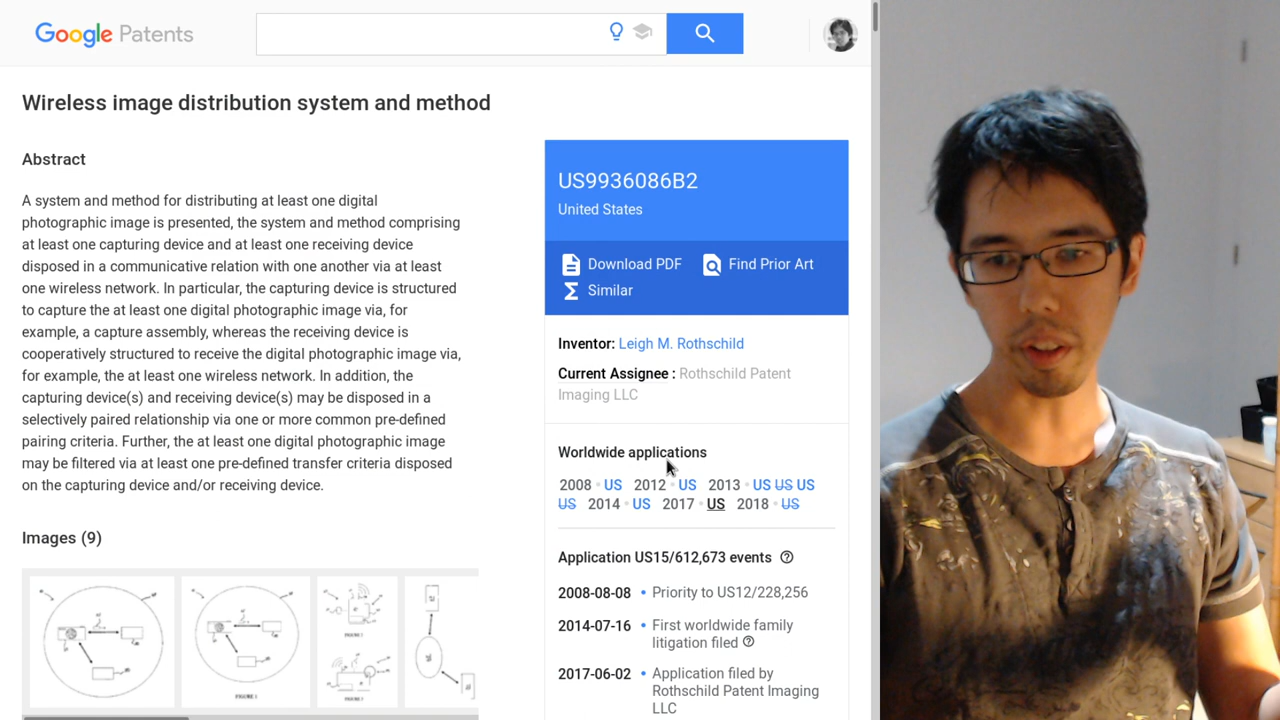 Google Patents
Wireless image distribution system and method
Abstract
A system and method for distributing at least one digital
photographic image is presented, the system and method comprising
at least one capturing device and at least one receiving device
disposed in a communicative relation with one another via at least
one wireless network. In particular, the capturing device is structured
to capture the at least one digital photographic image via, for
example, a capture assembly, whereas the receiving device is
cooperatively structured to receive the digital photographic image via,
for example, the at least one wireless network. In addition, the
capturing device(s) and receiving device(s) may be disposed in a
selectively paired relationship via one or more common pre-defined
pairing criteria. Further, the at least one digital photographic image
may be filtered via at least one pre-defined transfer criteria disposed
on the capturing device and/or receiving device.
Images (9)
FIGURE 1
US9936086B2
United States
Download PDF Find Prior Art
Similar
Inventor: Leigh M. Rothschild
Current Assignee : Rothschild Patent
Imaging LLC
Worldwide applications
2008 • US 2012 • US 2013 • US US US
US 2014 • US 2017 • US 2018 • US
Application US15/612,673 events
2008-08-08 • Priority to US12/228,256
2014-07-16 • First worldwide family
litigation filed
2017-06-02 • Application filed by
Rothschild Patent Imaging
LLC